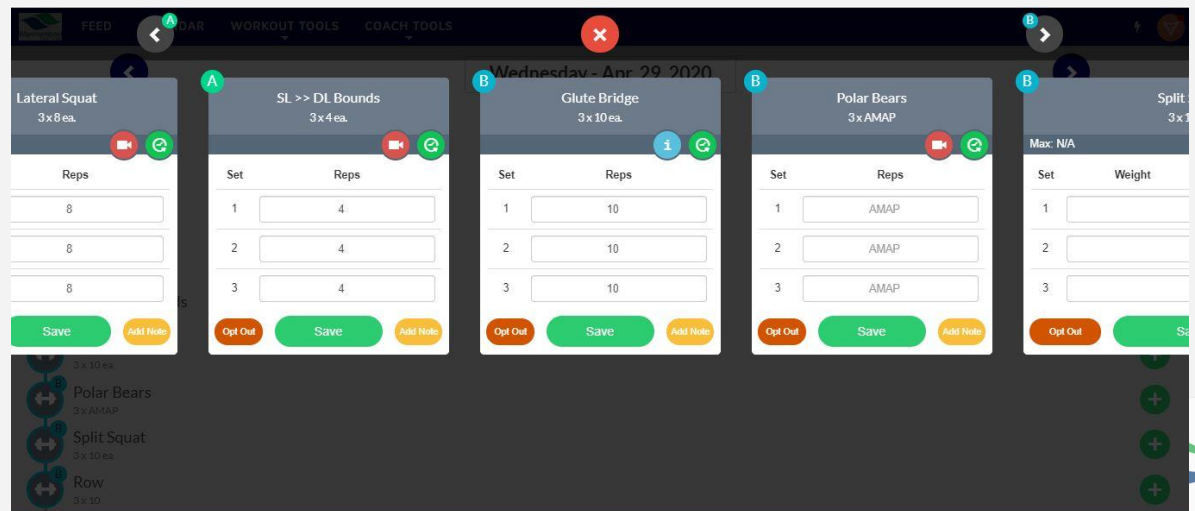 FEED
WORKOUT TOOLS
COACH TOOLS
A
B
Wednesday - Apr. 29, 2020
Lateral Squat
3 x 8 ea.
Reps
8
8
8
Save
Add Note
A
SL >> DL Bounds
3 x 4 ea.
Set Reps
1 4
2 4
3 4
Opt Out Save Add Note
B
Glute Bridge
3 x 10 ea.
i
Set Reps
1 10
2 10
3 10
Opt Out Save Add Note
B
Polar Bears
3 x AMAP
Set Reps
1 AMAP
2 AMAP
3 AMAP
Opt Out Save Add Note
B
Split
3 x 1
Max: N/A
Set Weight
1
2
3
Opt Out Sa
3 x 10 ea
B
Polar Bears
3 x AMAP
B
Split Squat
3 x 10 ea
B
Row
3 x 10